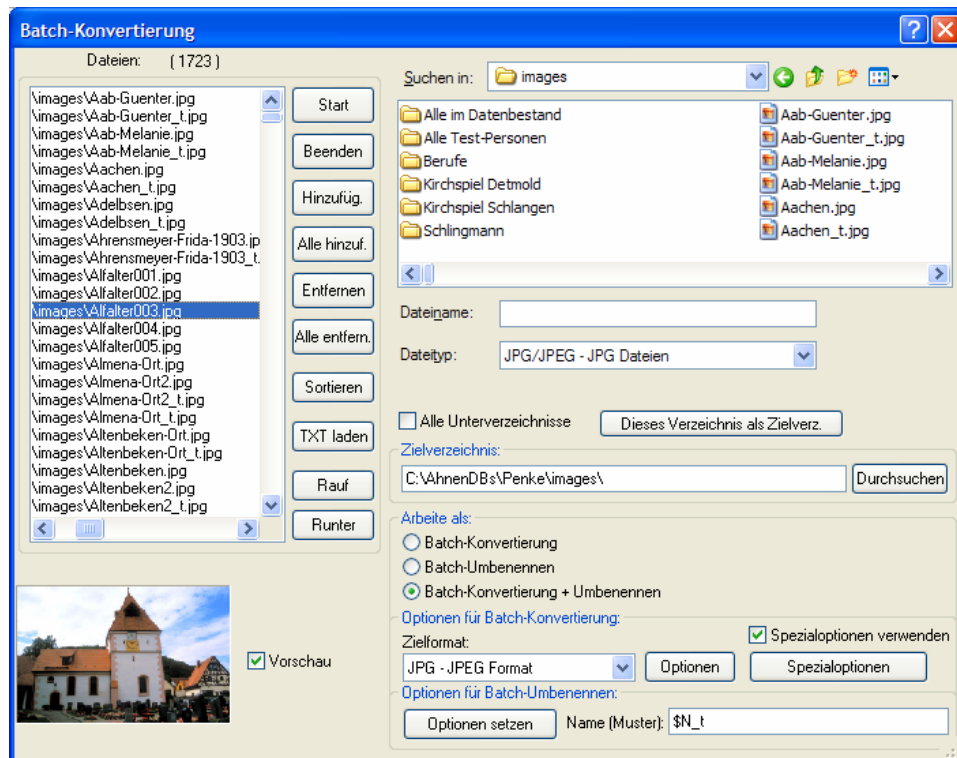 Batch-Konvertierung
Dateien: ( 1723 )
\images\Aab-Guenter.jpg
\images\Aab-Guenter_t.jpg
\images\Aab-Melanie.jpg
\images\Aab-Melanie_t.jpg
\images\Aachen.jpg
\images\Aachen_t.jpg
\images\Adelbsen.jpg
\images\Adelbsen_t.jpg
\images\Ahrensmeyer-Frida-1903.jp
\images\Ahrensmeyer-Frida-1903_t.
\images\Alfalter001.jpg
\images\Alfalter002.jpg
\images\Alfalter003.jpg
\images\Alfalter004.jpg
\images\Alfalter005.jpg
\images\Almena-Ort.jpg
\images\Almena-Ort2.jpg
\images\Almena-Ort2_t.jpg
\images\Almena-Ort_t.jpg
\images\Altenbeken-Ort.jpg
\images\Altenbeken-Ort_t.jpg
\images\Altenbeken.jpg
\images\Altenbeken2.jpg
\images\Altenbeken2_t.jpg
Start
Beenden
Hinzufüg.
Alle hinzuf.
Entfernen
Alle entfern.
Sortieren
TXT laden
Rauf
Runter
Vorschau
Suchen in: images
Alle im Datenbestand
Alle Test-Personen
Berufe
Kirchspiel Detmold
Kirchspiel Schlangen
Schlingmann
Aab-Guenter.jpg
Aab-Guenter_t.jpg
Aab-Melanie.jpg
Aab-Melanie_t.jpg
Aachen.jpg
Aachen_t.jpg
Dateiname:
Dateityp: JPG/JPEG - JPG Dateien
Alle Unterverzeichnisse
Dieses Verzeichnis als Zielverz.
Zielverzeichnis:
C:\AhnenDBs\Penke\images\
Durchsuchen
Arbeite als:
Batch-Konvertierung
Batch-Umbenennen
Batch-Konvertierung + Umbenennen
Optionen für Batch-Konvertierung:
Zielformat:
Spezialoptionen verwenden
JPG - JPEG Format
Optionen
Spezialoptionen
Optionen für Batch-Umbenennen:
Optionen setzen
Name (Muster): $N_t